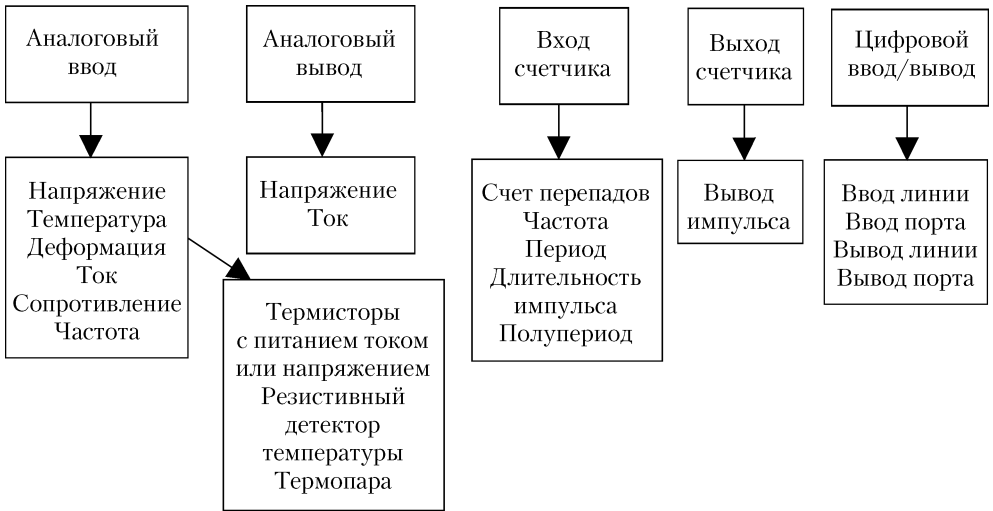 Аналоговый
ввод
Аналоговый
вывод
Вход
счетчика
Выход
счетчика
Цифровой
ввод/вывод
Напряжение
Температура
Деформация
Ток
Сопротивление
Частота
Напряжение
Ток
Термисторы
с питанием током
или напряжением
Резистивный
детектор
температуры
Термопара
Счет перепадов
Частота
Период
Длительность
импульса
Полупериод
Вывод
импульса
Ввод линии
Ввод порта
Вывод линии
Вывод порта